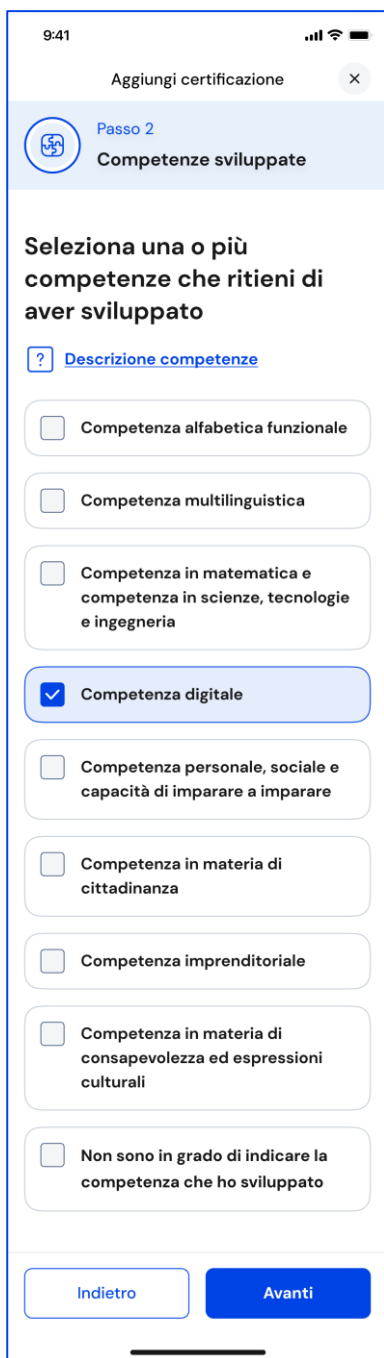 9:41
Aggiungi certificazione
Passo 2
Competenze sviluppate
Seleziona una o più
competenze che ritieni di
aver sviluppato
? Descrizione competenze
Competenza alfabetica funzionale
Competenza multilinguistica
Competenza in matematica e
competenza in scienze, tecnologie
e ingegneria
Competenza digitale
Competenza personale, sociale e
capacità di imparare a imparare
Competenza in materia di
cittadinanza
Competenza imprenditoriale
Competenza in materia di
consapevolezza ed espressioni
culturali
Non sono in grado di indicare la
competenza che ho sviluppato
Indietro
Avanti